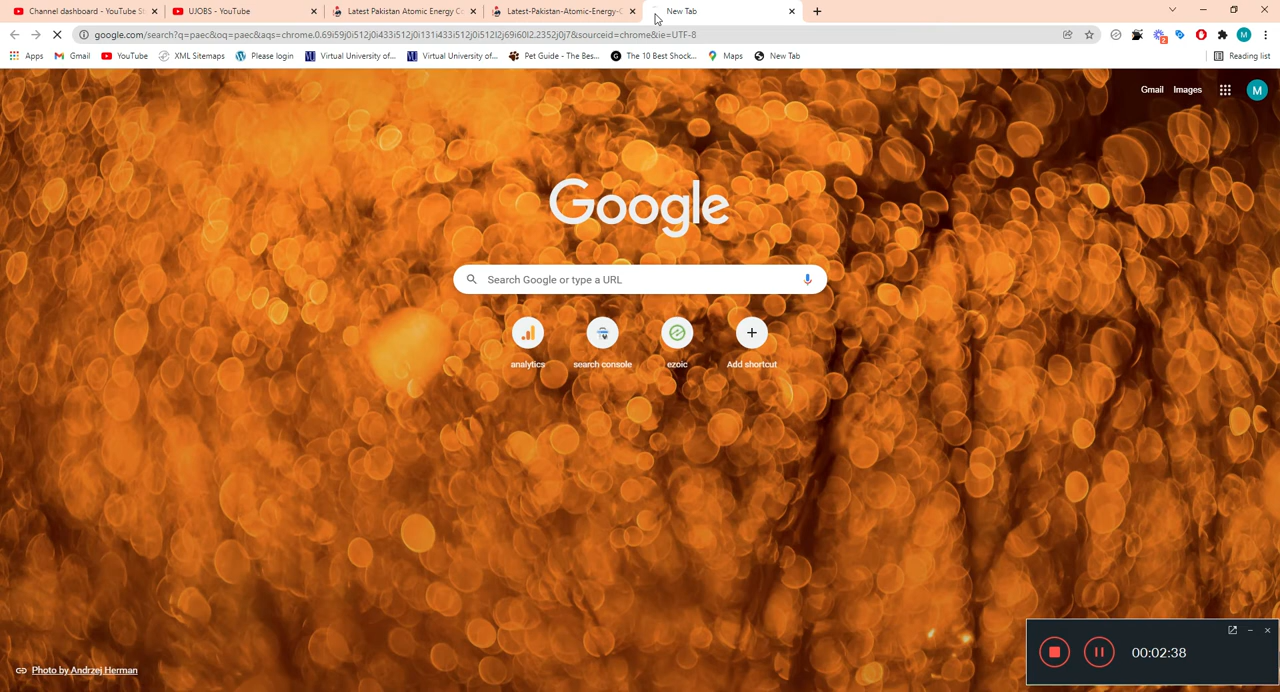 Channel dashboard - YouTube St
UJOBS - YouTube
Latest Pakistan Atomic Energy Co
Latest-Pakistan-Atomic-Energy-C
New Tab
google.com/search?q=paec&oq=paec&aqs=chrome.0.69i59j0i512j0i433i512j0i131i433i512j0i512l2j69i60l2.2352j0j7&sourceid=chrome&ie=UTF-8
2
M
Apps
Gmail
YouTube
XML Sitemaps
Please login
Virtual University of...
Virtual University of...
Pet Guide - The Bes...
The 10 Best Shock...
Maps
New Tab
Reading list
Gmail
Images
M
Google
Search Google or type a URL
analytics
search console
ezoic
Add shortcut
Photo by Andrzej Herman
00:02:38